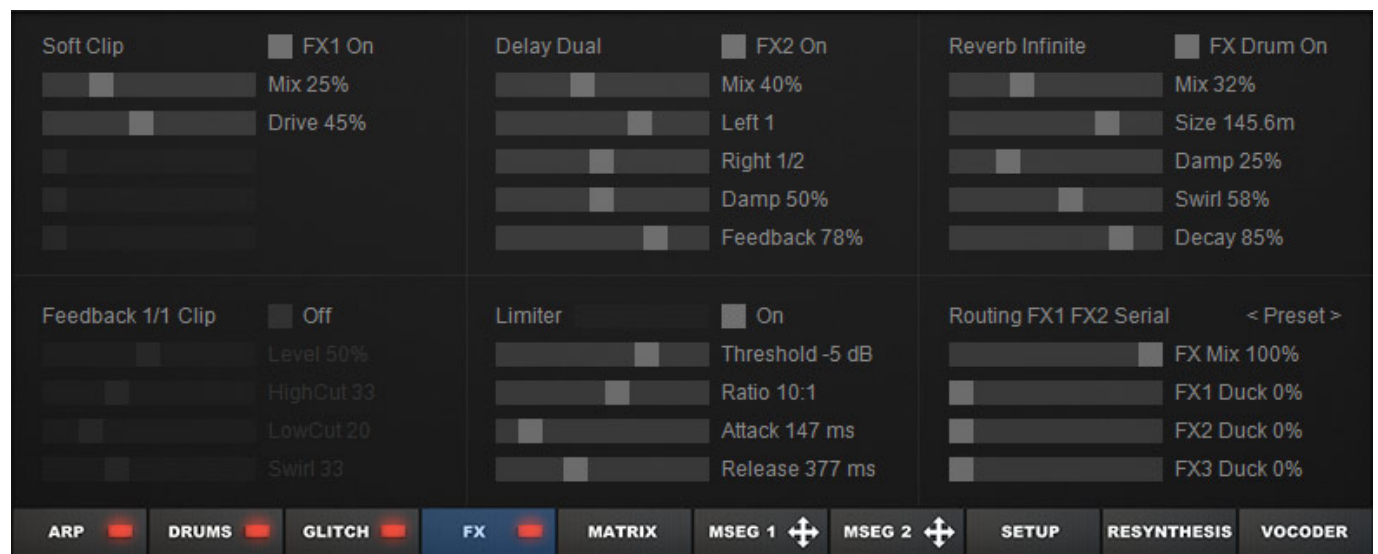 Soft Clip FX1 On
Mix 25%
Drive 45%
Delay Dual FX2 On
Mix 40%
Left 1
Right 1/2
Damp 50%
Feedback 78%
Reverb Infinite FX Drum On
Mix 32%
Size 145.6m
Damp 25%
Swirl 58%
Decay 85%
Feedback 1/1 Clip Off
Level 50%
HighCut 33
LowCut 20
Swirl 33
Limiter On
Threshold -5 dB
Ratio 10:1
Attack 147 ms
Release 377 ms
Routing FX1 FX2 Serial < Preset >
FX Mix 100%
FX1 Duck 0%
FX2 Duck 0%
FX3 Duck 0%
ARP DRUMS GLITCH FX MATRIX MSEG 1 MSEG 2 SETUP RESYNTHESIS VOCODER